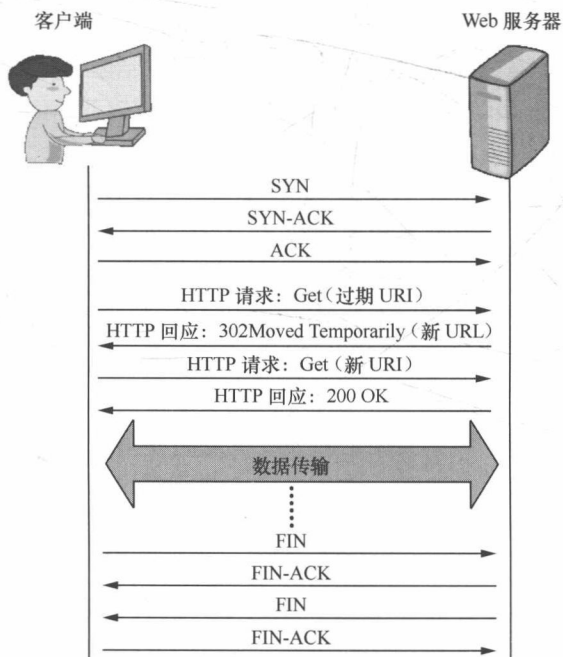 客户端
Web 服务器
SYN
SYN-ACK
ACK
HTTP 请求：Get（过期 URI）
HTTP 回应：302Moved Temporarily（新 URL）
HTTP 请求：Get（新 URI）
HTTP 回应：200 OK
数据传输
FIN
FIN-ACK
FIN
FIN-ACK